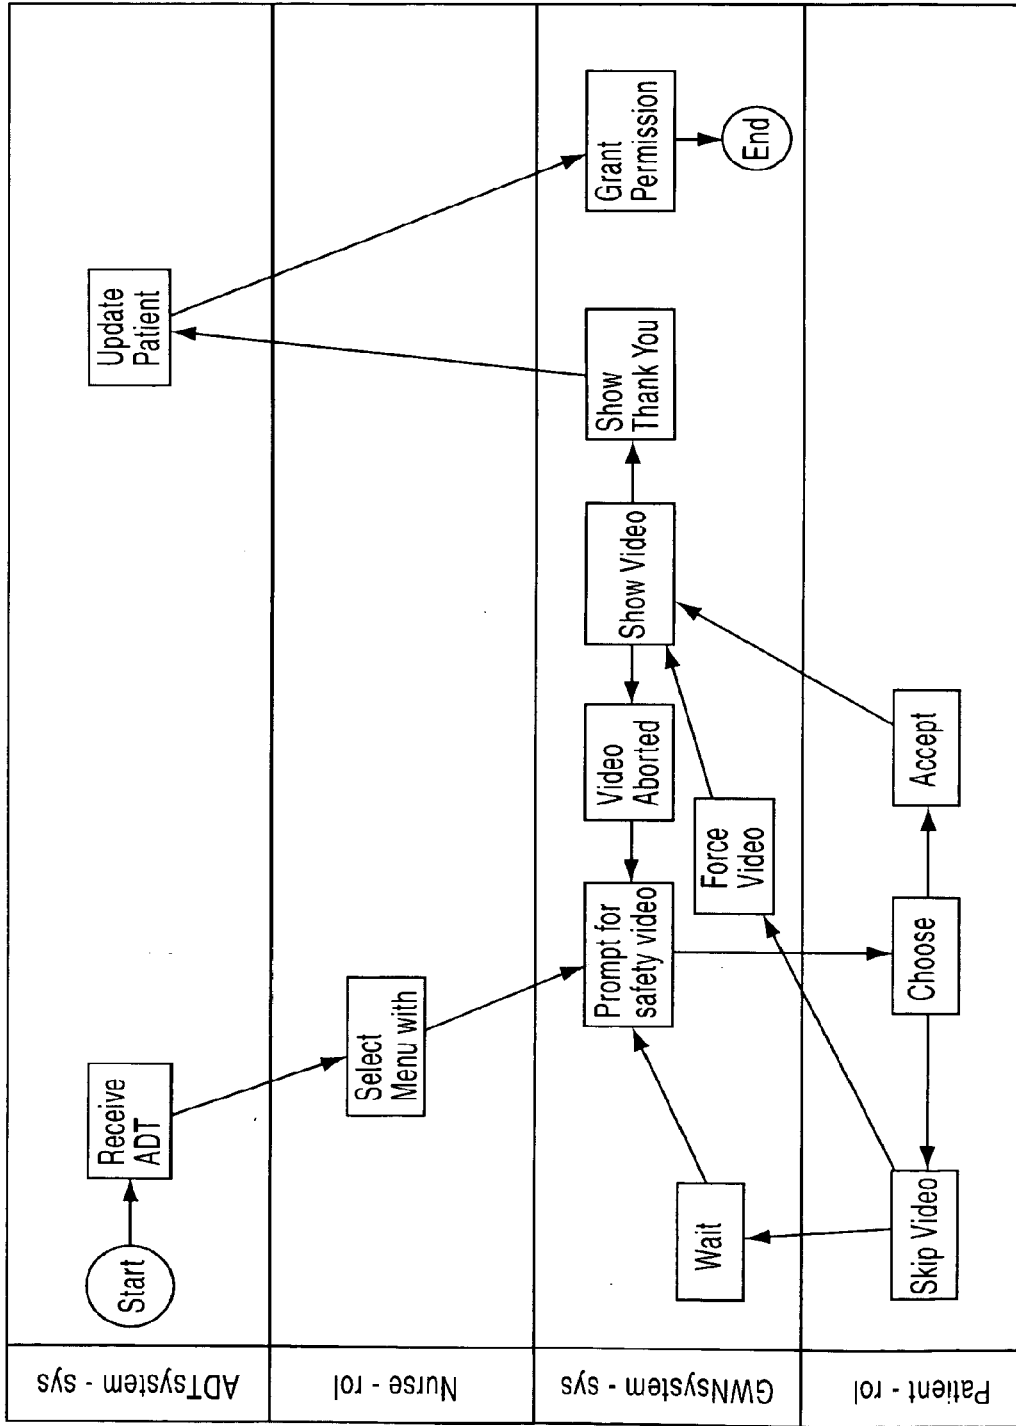 ADTsystem - sys
Start
Receive
ADT
Update
Patient
Nurse - rol
Select
Menu with
GWNsystem - sys
Wait
Prompt for
safety video
Force
Video
Video
Aborted
Show Video
Show
Thank You
Grant
Permission
End
Patient - rol
Skip Video
Choose
Accept